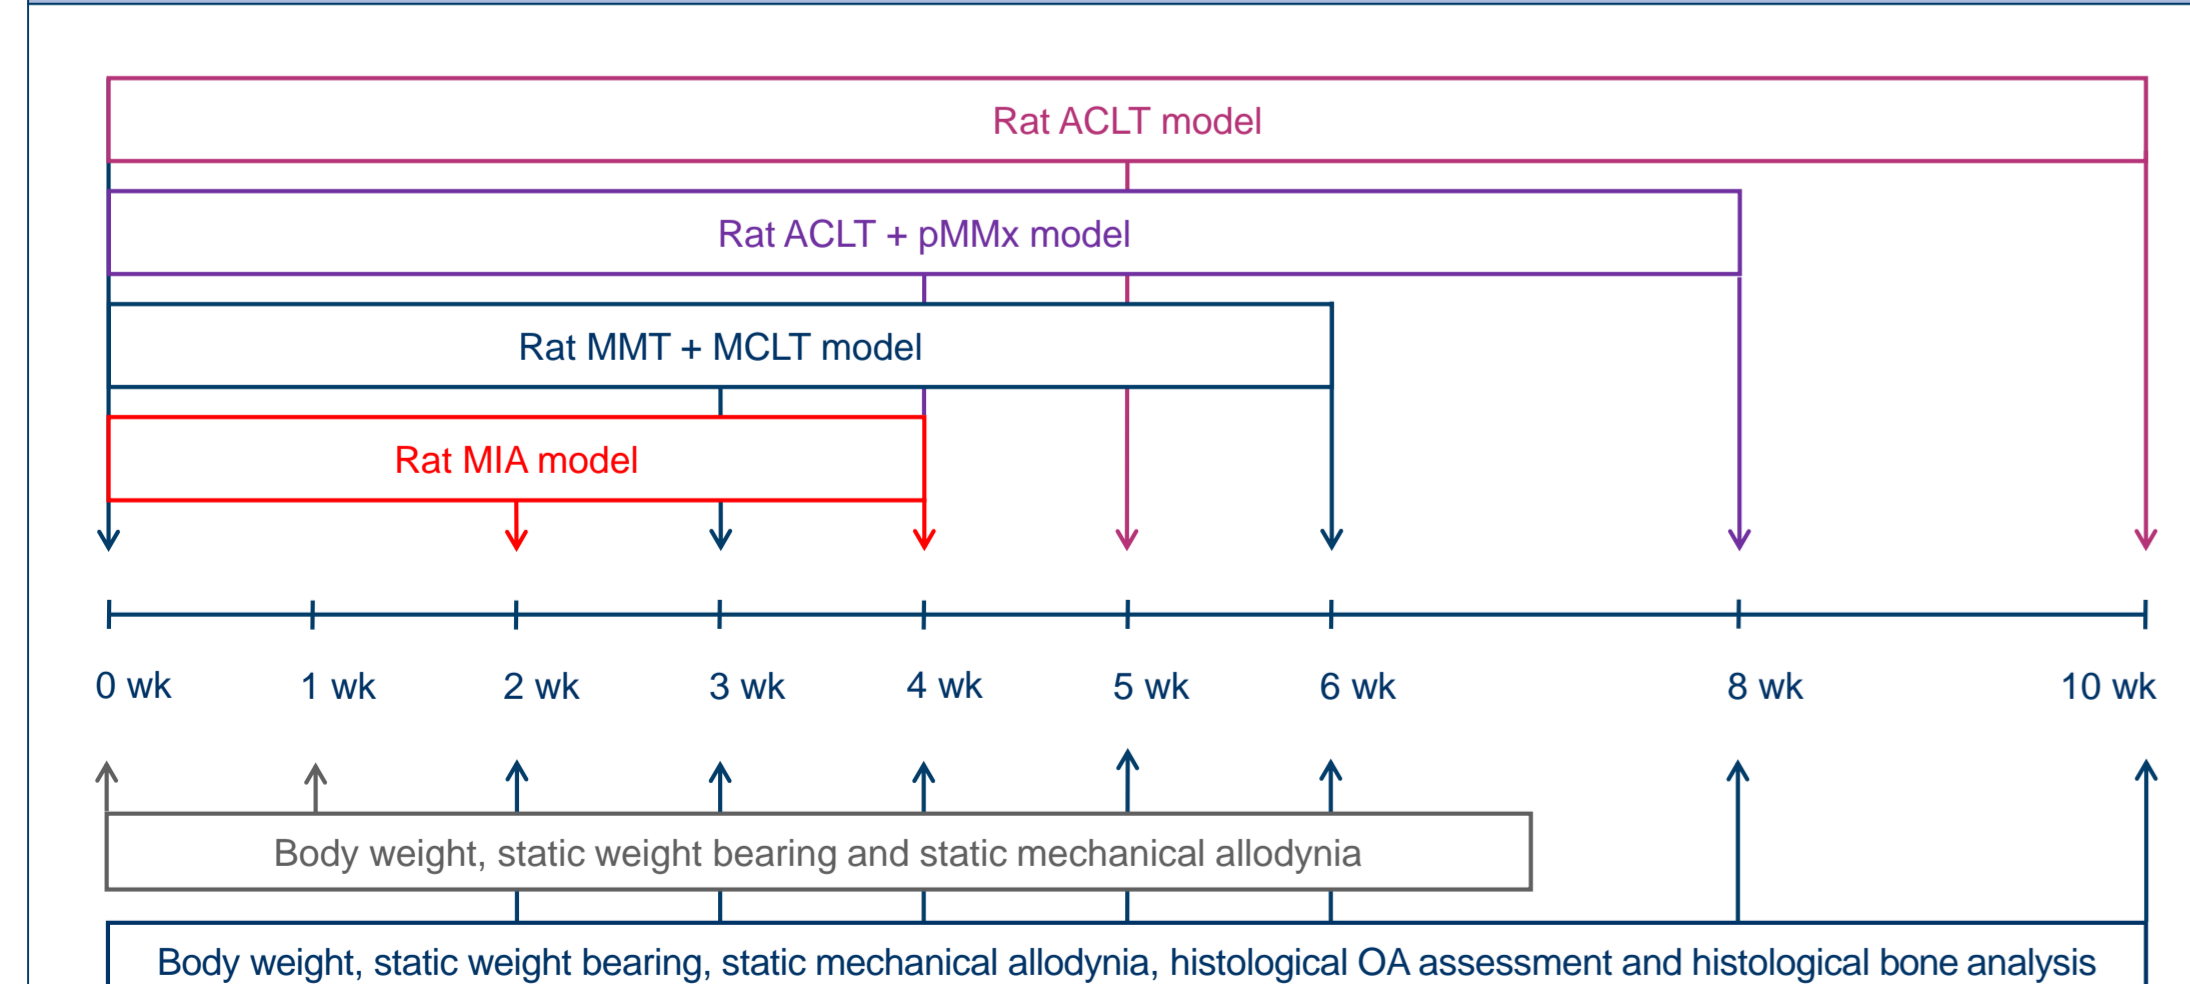 Rat ACLT model
Rat ACLT + pMMx model
Rat MMT + MCLT model
Rat MIA model
0 wk
1 wk
2 wk
3 wk
4 wk
5 wk
6 wk
8 wk
10 wk
Body weight, static weight bearing and static mechanical allodynia
Body weight, static weight bearing, static mechanical allodynia, histological OA assessment and histological bone analysis